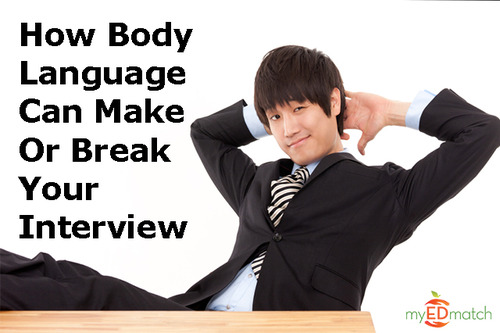 How Body
Language
Can Make
Or Break
Your
Interview
myEDmatch